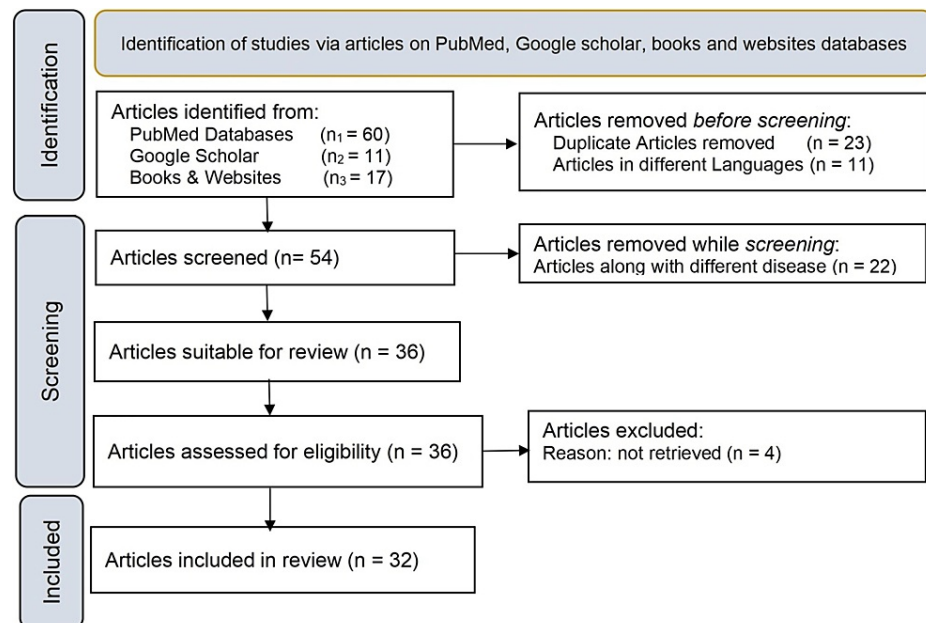 Identification
Identification of studies via articles on PubMed, Google scholar, books and websites databases
Articles identified from:
PubMed Databases (n₁ = 60)
Google Scholar (n₂ = 11)
Books & Websites (n₃ = 17)
Articles removed before screening:
Duplicate Articles removed (n = 23)
Articles in different Languages (n = 11)
Screening
Articles screened (n= 54)
Articles removed while screening:
Articles along with different disease (n = 22)
Articles suitable for review (n = 36)
Articles assessed for eligibility (n = 36)
Articles excluded:
Reason: not retrieved (n = 4)
Included
Articles included in review (n = 32)